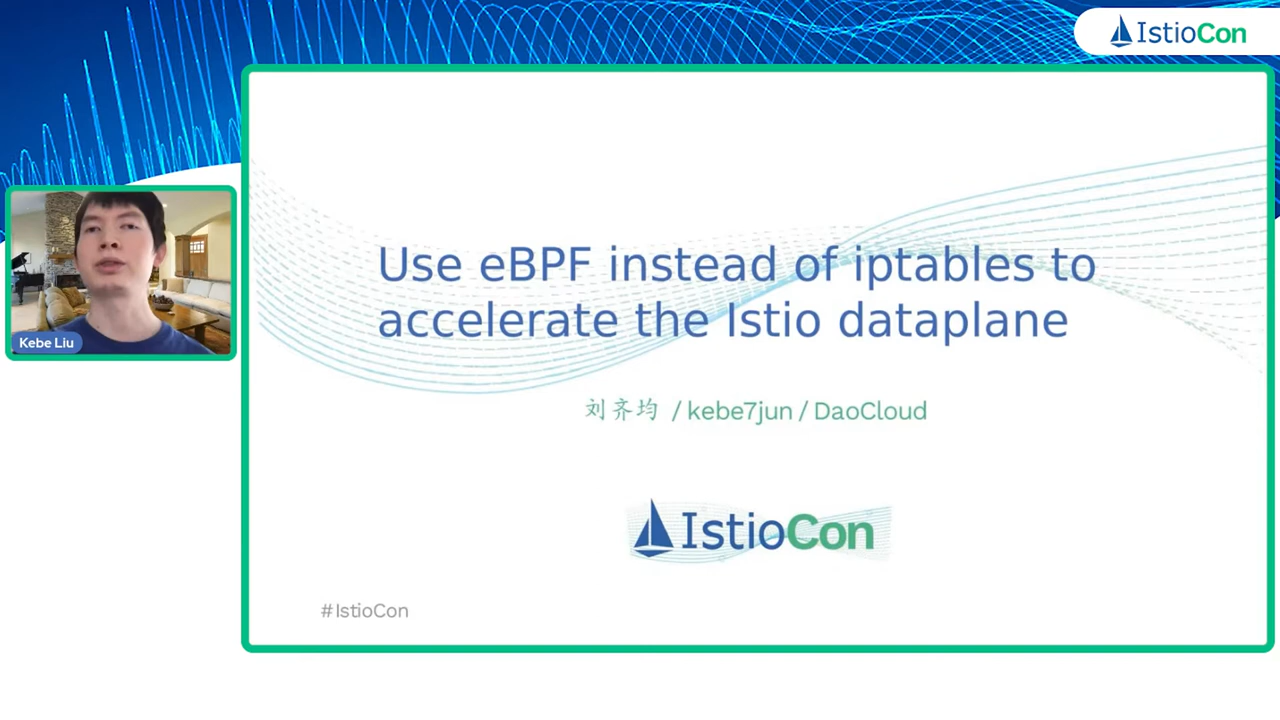 IstioCon
Use eBPF instead of iptables to
accelerate the Istio dataplane
刘齐均 / kebe7jun / DaoCloud
Kebe Liu
IstioCon
#IstioCon